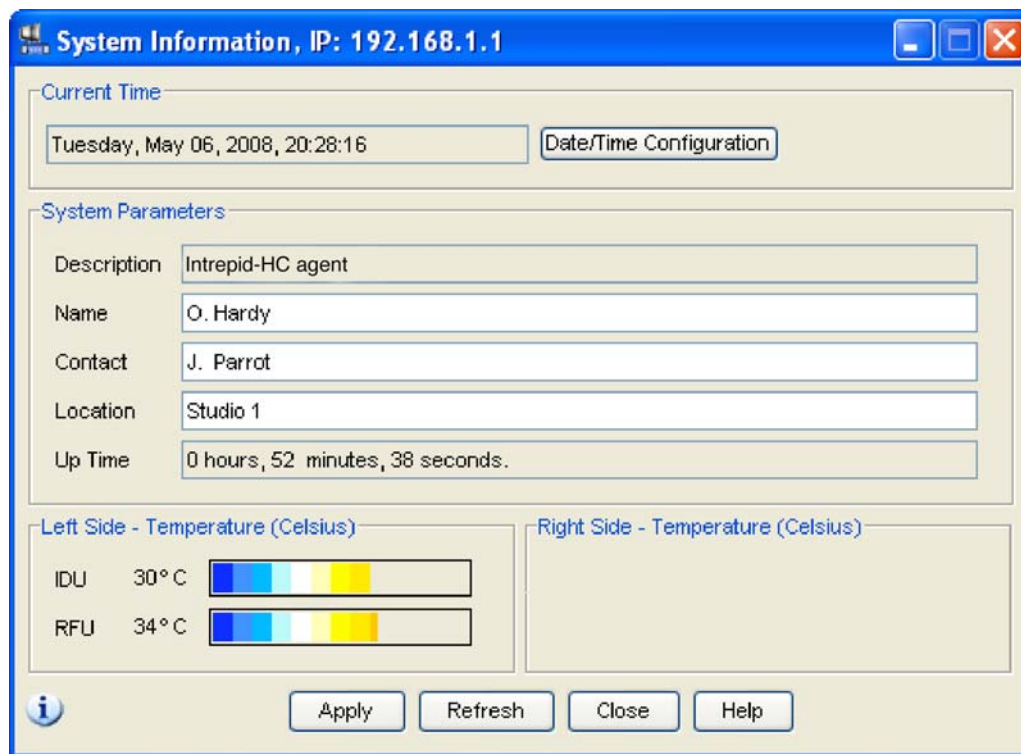 System Information, IP: 192.168.1.1
Current Time
Tuesday, May 06, 2008, 20:28:16 Date/Time Configuration
System Parameters
Description Intrepid-HC agent
Name O. Hardy
Contact J. Parrot
Location Studio 1
Up Time 0 hours, 52 minutes, 38 seconds.
Left Side - Temperature (Celsius) Right Side - Temperature (Celsius)
IDU 30° C
RFU 34° C
Apply Refresh Close Help